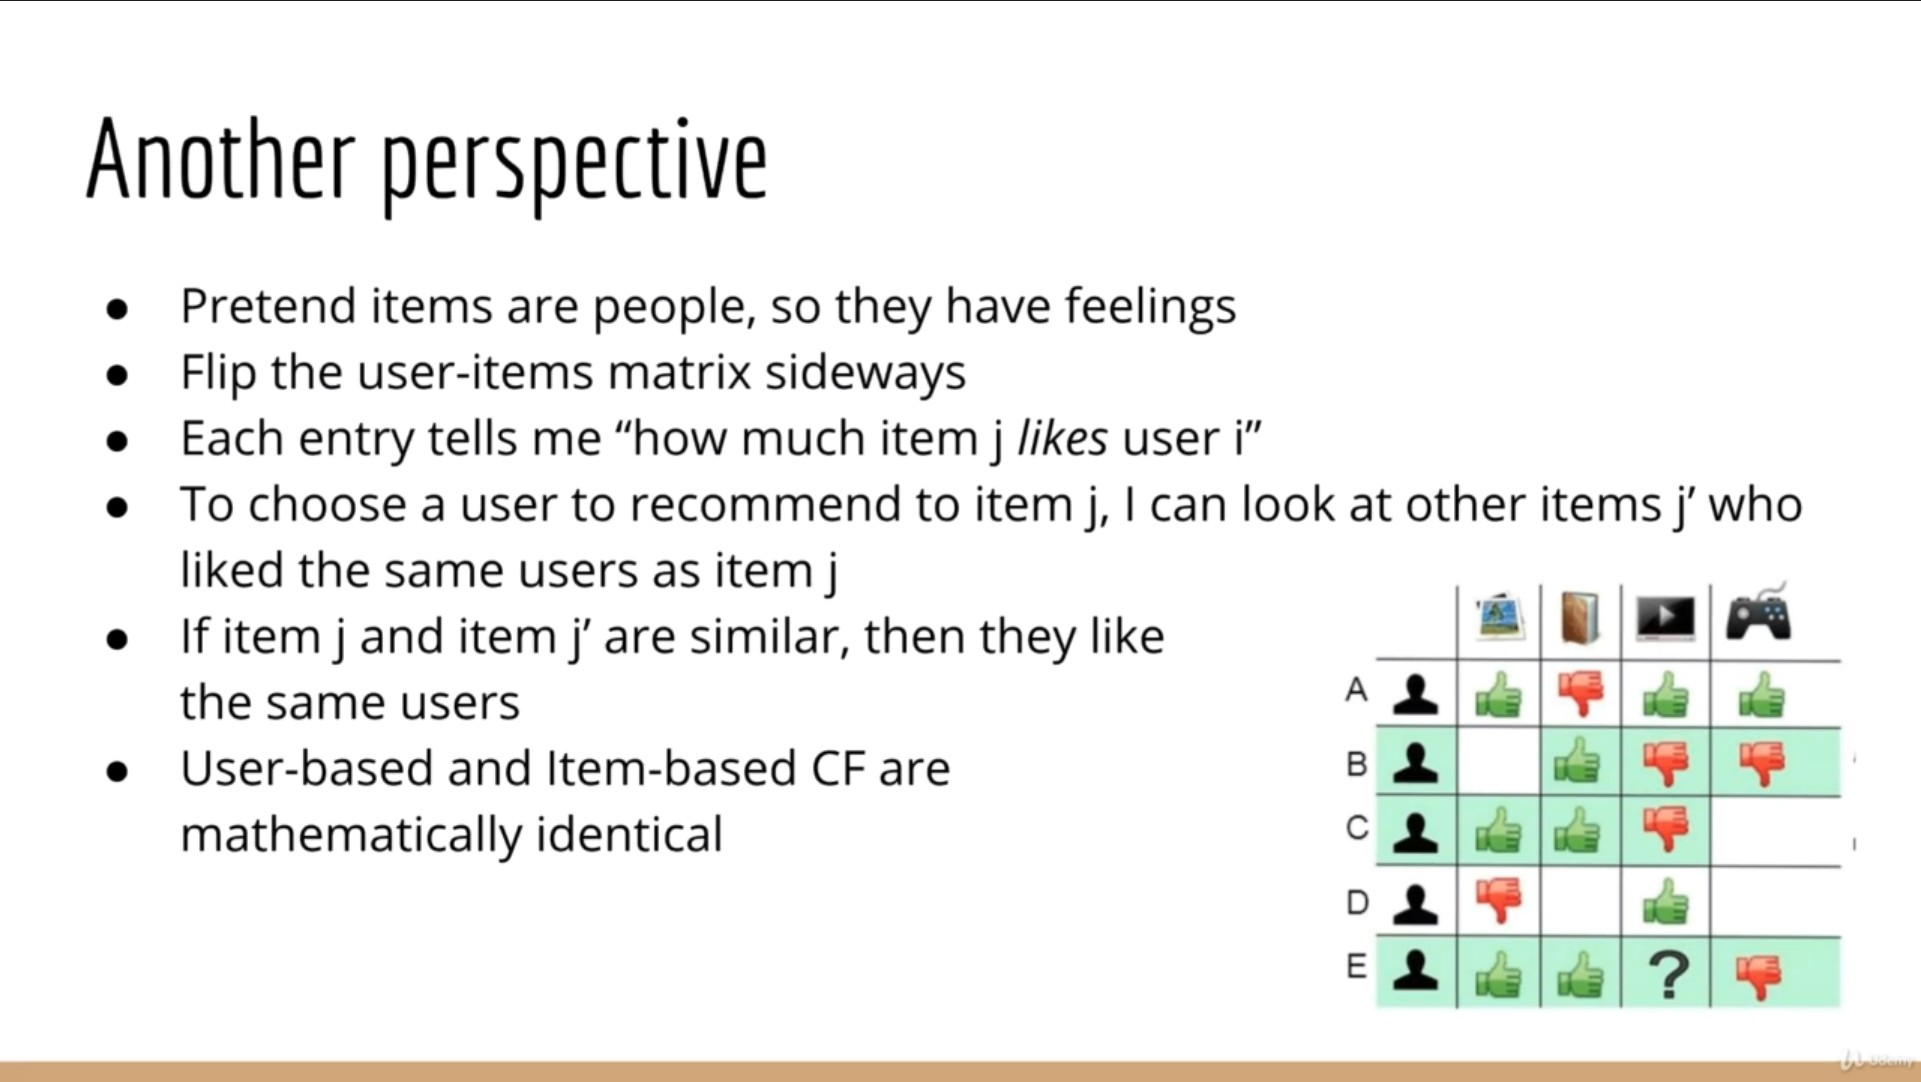 Another perspective
● Pretend items are people, so they have feelings
● Flip the user-items matrix sideways
● Each entry tells me “how much item j likes user i”
● To choose a user to recommend to item j, I can look at other items j’ who
liked the same users as item j
● If item j and item j’ are similar, then they like
the same users
● User-based and Item-based CF are
mathematically identical
A
B
C
D
E ?
Udemy